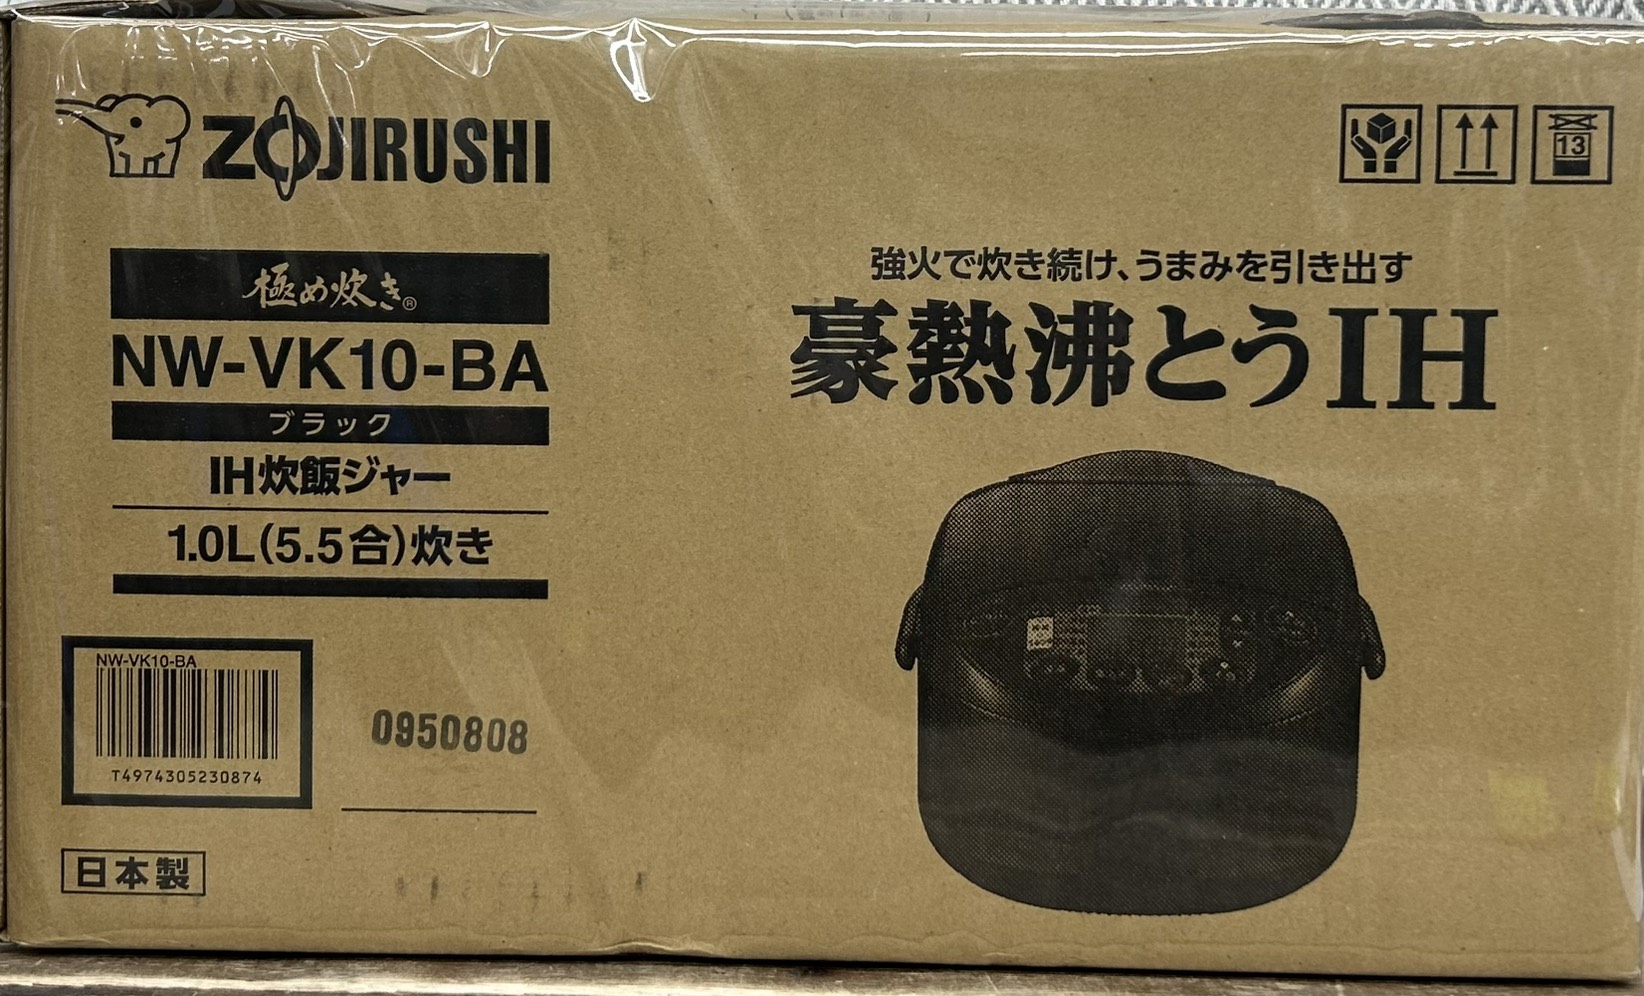 ZOJIRUSHI
極め炊き®
NW-VK10-BA
ブラック
IH炊飯ジャー
1.0L(5.5合)炊き
NW-VK10-BA
T4974305230874
0950808
日本製
13
強火で炊き続け、うまみを引き出す
豪熱沸とうIH